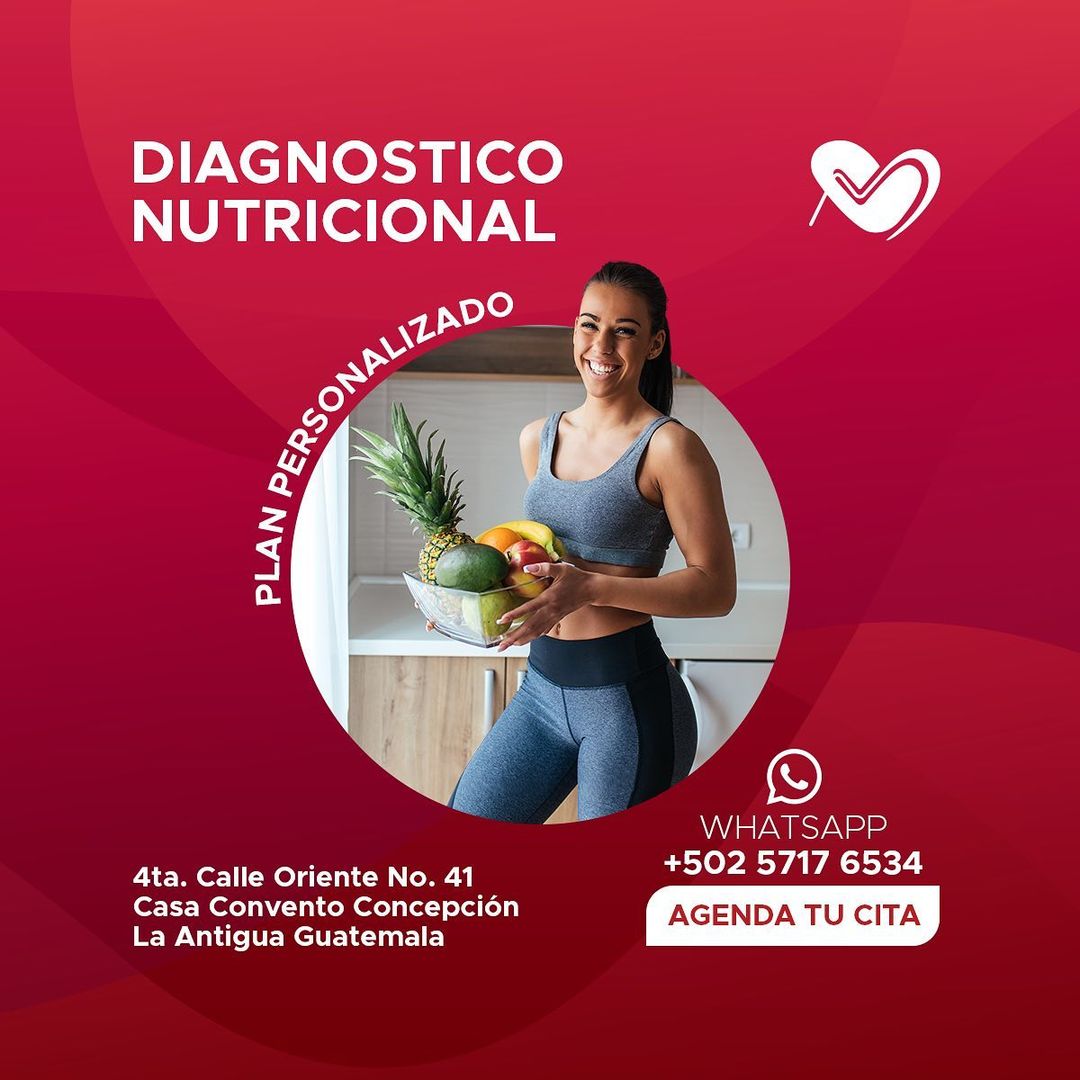 DIAGNOSTICO
NUTRICIONAL
PLAN PERSONALIZADO
4ta. Calle Oriente No. 41
Casa Convento Concepción
La Antigua Guatemala
WHATSAPP
+502 5717 6534
AGENDA TU CITA